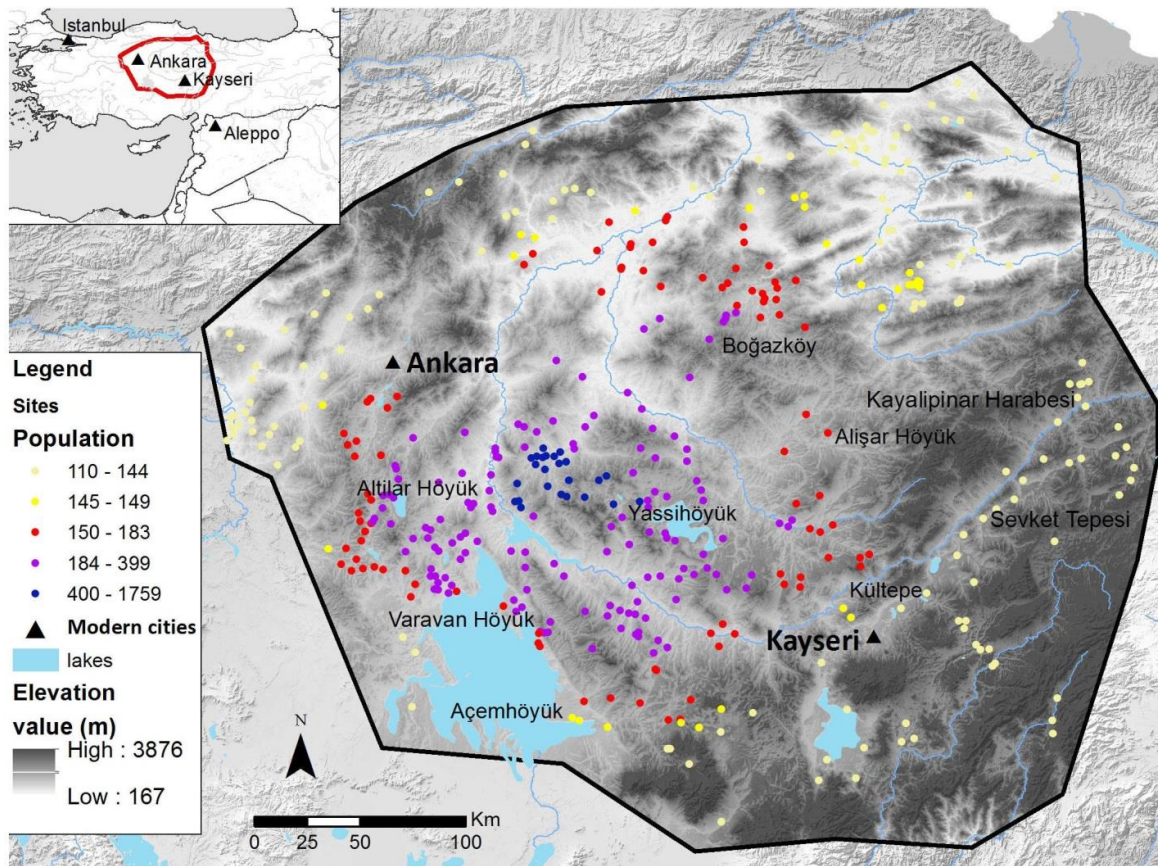 Istanbul
Ankara
Kayseri
Aleppo
Legend
Sites
Population
110 - 144
145 - 149
150 - 183
184 - 399
400 - 1759
Modern cities
lakes
Elevation
value (m)
High : 3876
Low : 167
Ankara
Boğazköy
Kayalipinar Harabesi
Alişar Höyük
Altilar Höyük
Yassihöyük
Sevket Tepesi
Kültepe
Varavan Höyük
Kayseri
Açemhöyük
N
Km
0 25 50 100